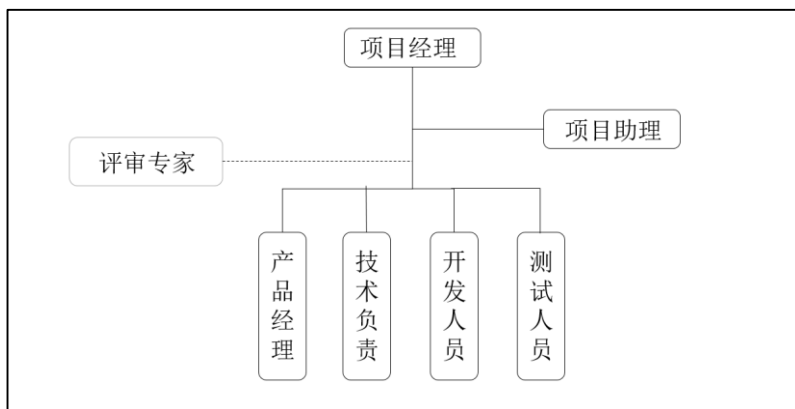 项目经理
项目助理
评审专家
产品经理
技术负责
开发人员
测试人员